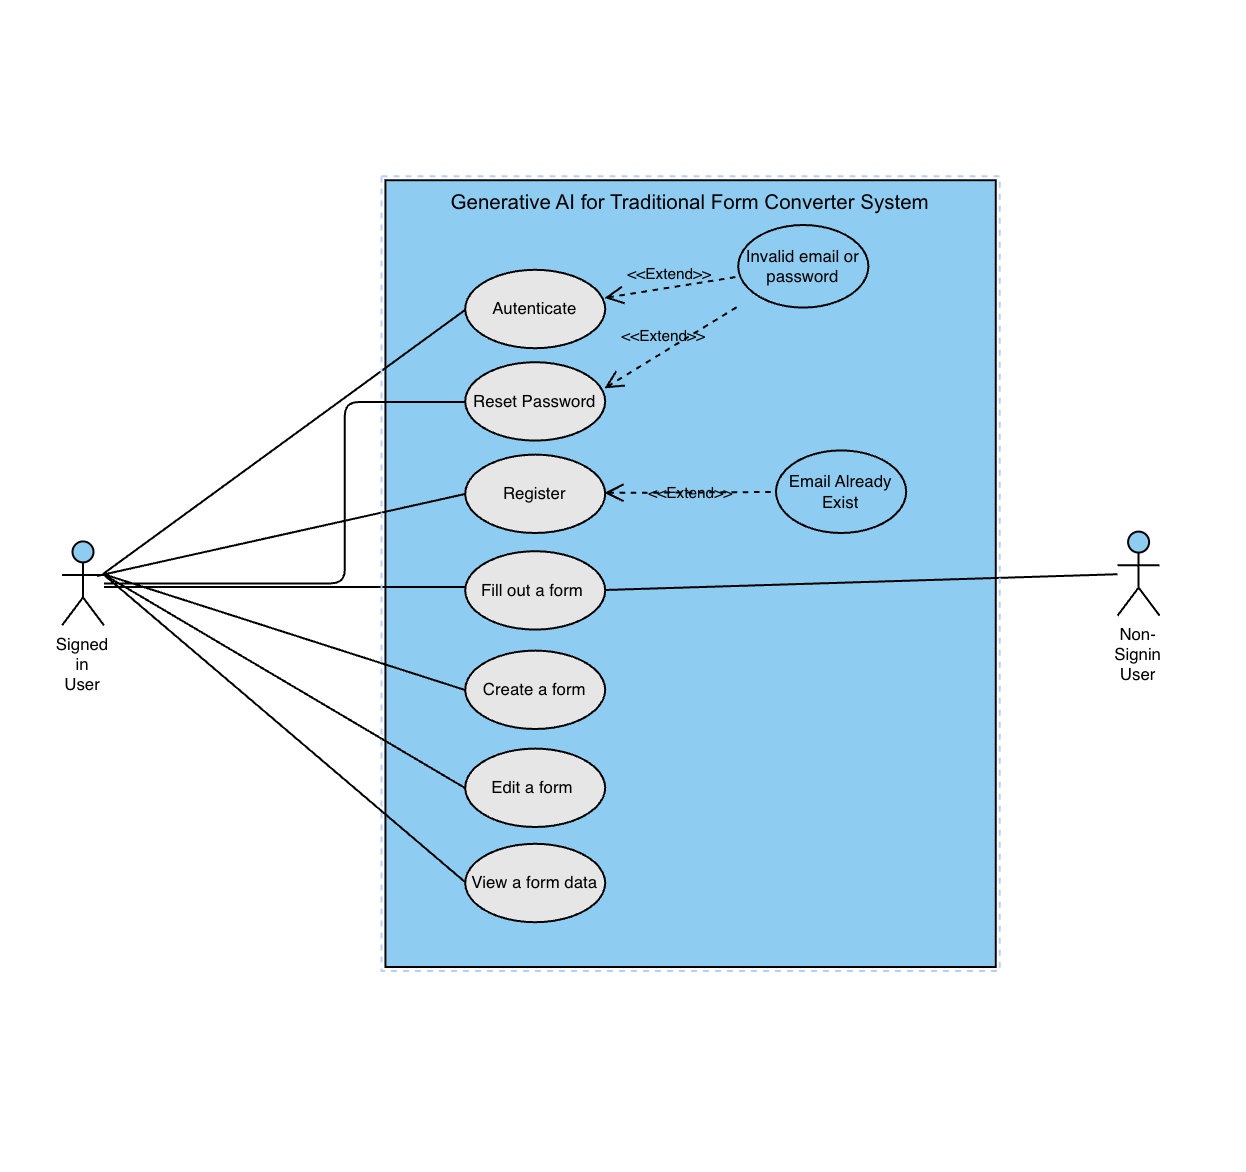 Generative AI for Traditional Form Converter System
Invalid email or
password
<<Extend>>
Autenticate
<<Extend>>
Reset Password
Email Already
Exist
<<Extend>>
Register
Fill out a form
Signed
in
User
Non-
Signin
User
Create a form
Edit a form
View a form data